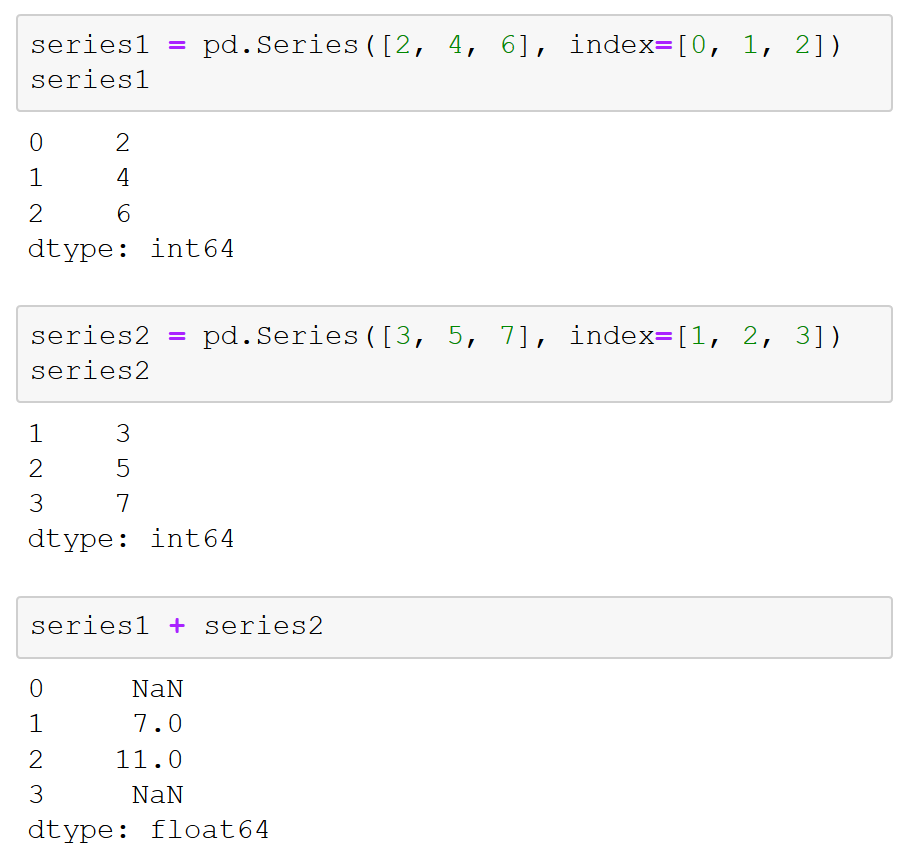 series1 = pd.Series([2, 4, 6], index=[0, 1, 2])
series1
0    2
1    4
2    6
dtype: int64
series2 = pd.Series([3, 5, 7], index=[1, 2, 3])
series2
1    3
2    5
3    7
dtype: int64
series1 + series2
0     NaN
1     7.0
2    11.0
3     NaN
dtype: float64